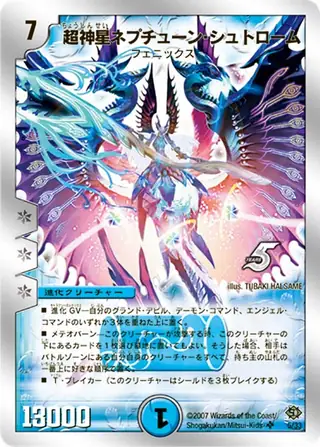 7
ちょうしんせい
超神星ネプチューン・シュトローム
フェニックス
5
YEARS
illus. TUBAKI HALSAME
進化クリーチャー
■ 進化GV―自分のグランド・デビル、デーモン・コマンド、エンジェル・
コマンドのいずれか3体を重ねた上に置く。
■ メテオバーン―このクリーチャーが攻撃する時、このクリーチャーの
下にあるカードを1枚選び墓地に置いてもよい。そうした場合、相手は
バトルゾーンにある自分自身のクリーチャーをすべて、持ち主の山札の
一番上に好きな順序で置く。
■ T・ブレイカー(このクリーチャーはシールドを3枚ブレイクする)
13000
1
©2007 Wizards of the Coast/
Shogakukan/Mitsui-Kids